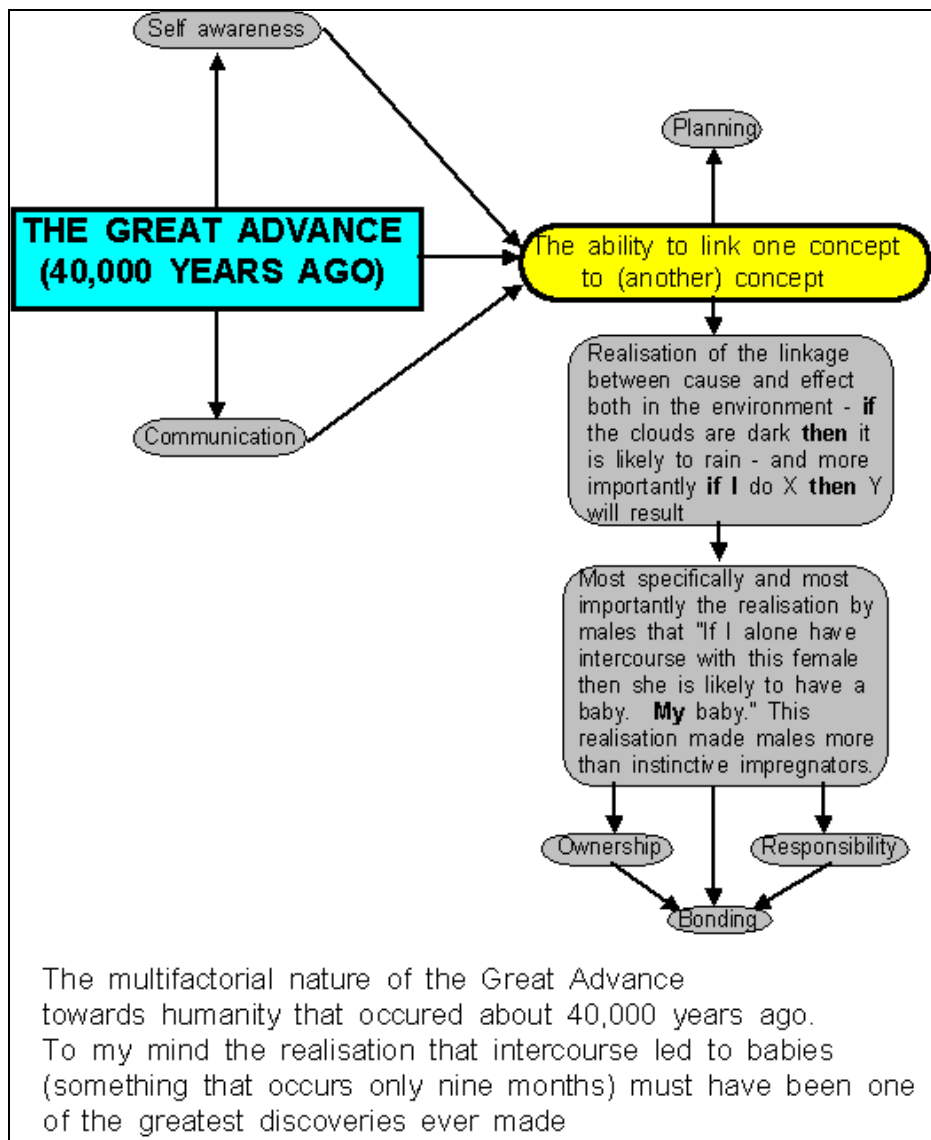 Self awareness
Planning
THE GREAT ADVANCE
(40,000 YEARS AGO)
The ability to link one concept
to (another) concept
Communication
Realisation of the linkage
between cause and effect
both in the environment - if
the clouds are dark then it
is likely to rain - and more
importantly if I do X then Y
will result
Most specifically and most
importantly the realisation by
males that "If I alone have
intercourse with this female
then she is likely to have a
baby. My baby." This
realisation made males more
than instinctive impregnators.
Ownership
Responsibility
Bonding
The multifactorial nature of the Great Advance
towards humanity that occured about 40,000 years ago.
To my mind the realisation that intercourse led to babies
(something that occurs only nine months) must have been one
of the greatest discoveries ever made